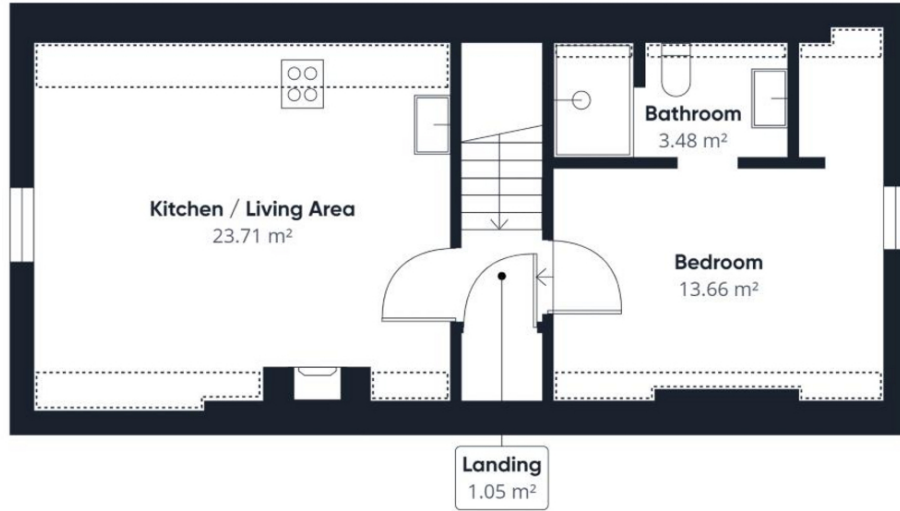 Bathroom
3.48 m²
Kitchen / Living Area
23.71 m²
Bedroom
13.66 m²
Landing
1.05 m²